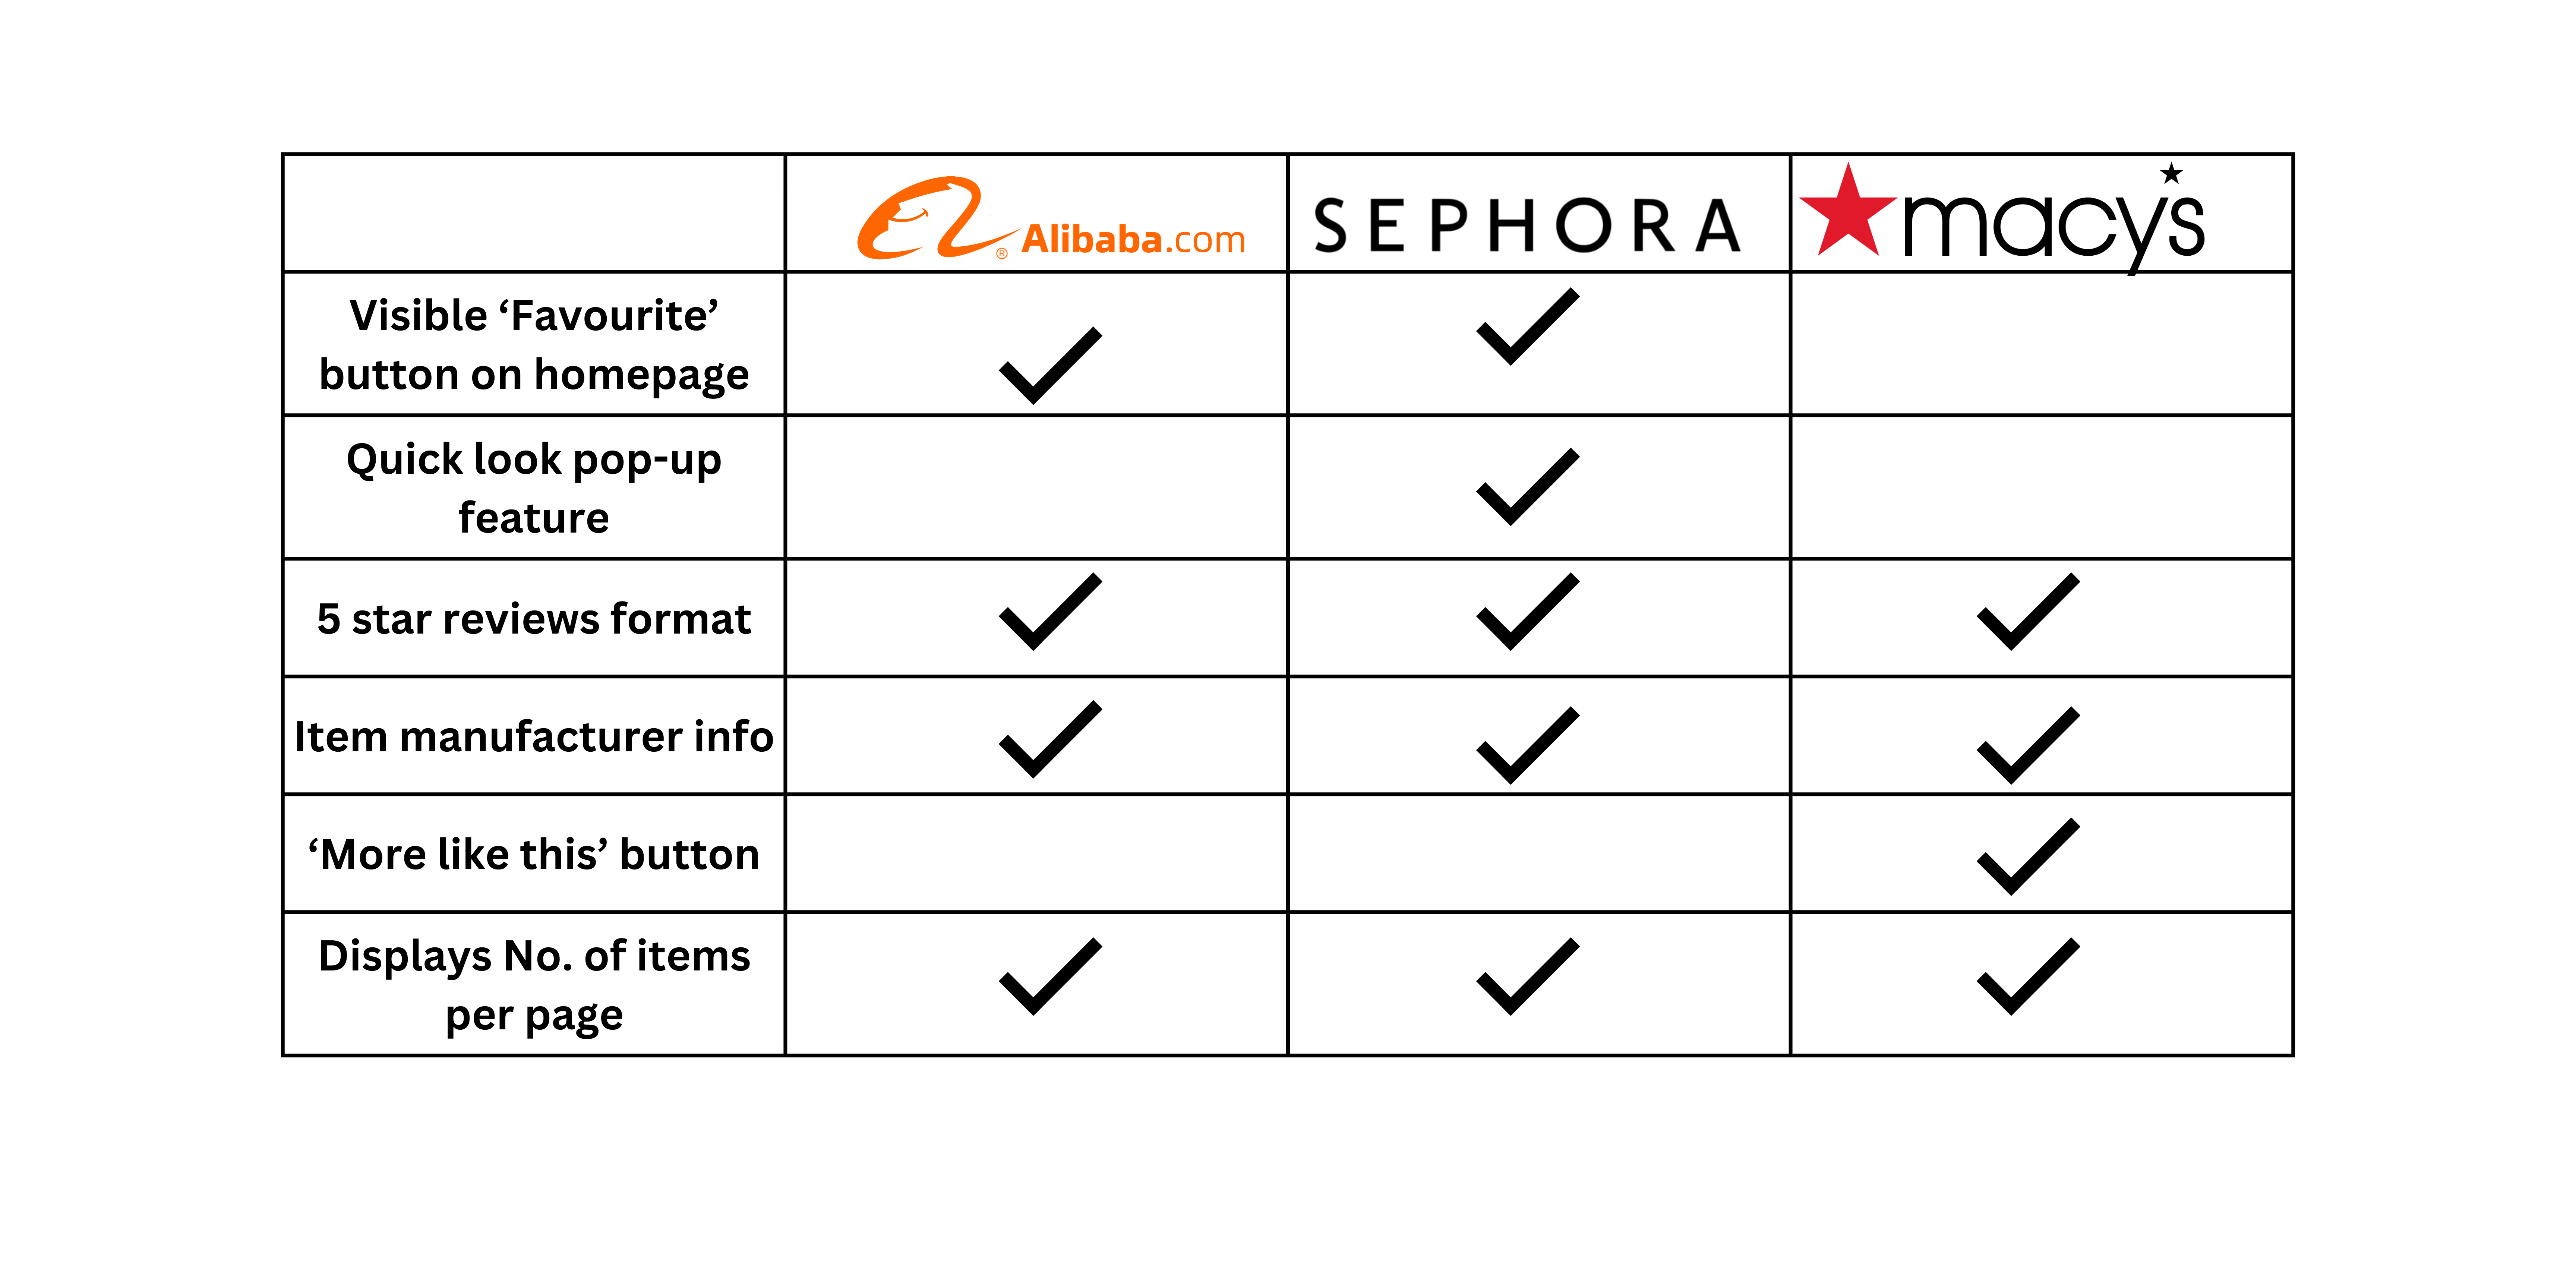 Alibaba.com
SEPHORA
macy's
Visible ‘Favourite’
button on homepage
Quick look pop-up
feature
5 star reviews format
Item manufacturer info
‘More like this’ button
Displays No. of items
per page